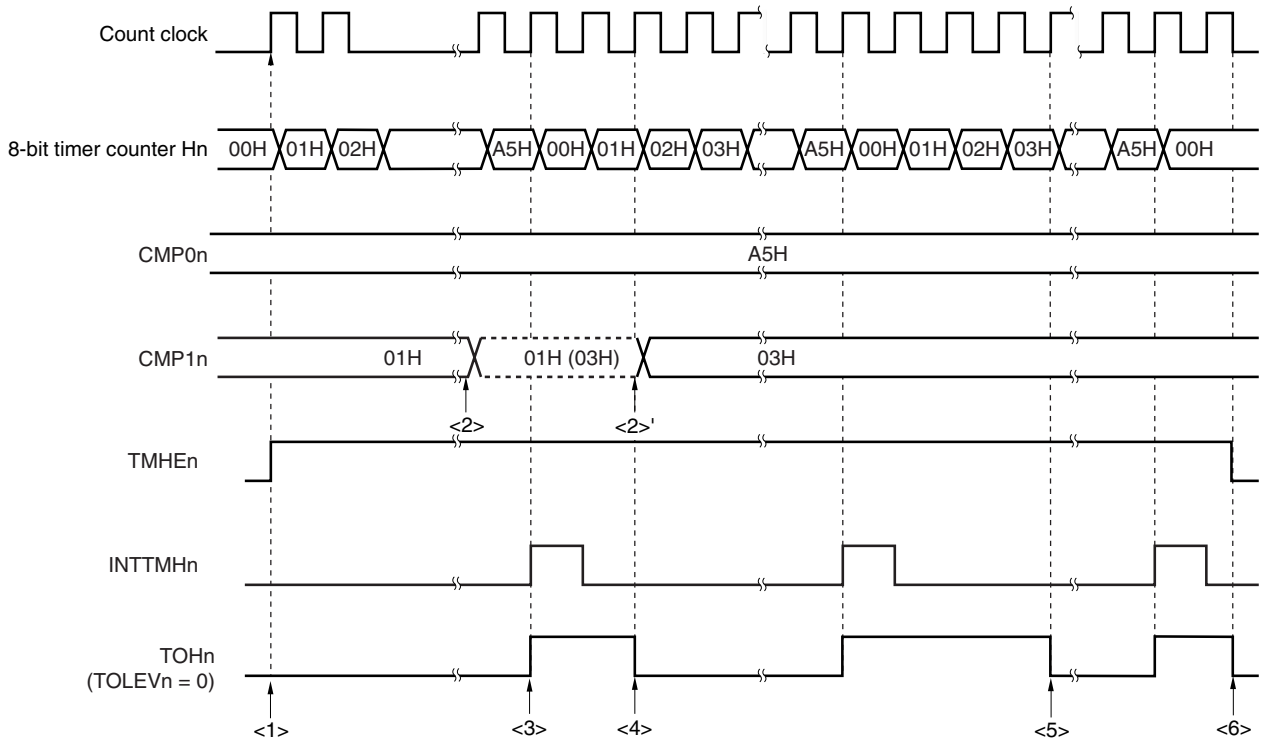 Count clock
8-bit timer counter Hn 00H 01H 02H A5H 00H 01H 02H 03H A5H 00H 01H 02H 03H A5H 00H
CMP0n A5H
CMP1n 01H 01H (03H) 03H
<2> <2>'
TMHEn
INTTMHn
TOHn
(TOLEVn = 0)
<1> <3> <4> <5> <6>